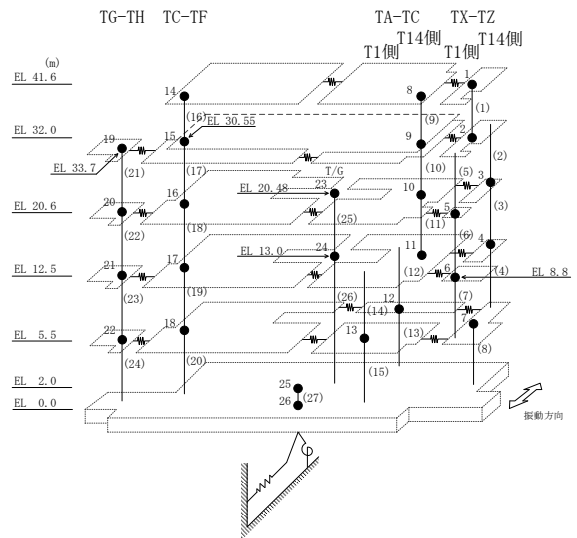 TG-TH TC-TF TA-TC TX-TZ
T14側 T14側
T1側 T1側
(m)
EL 41.6
14 8 1
(16) (9) (1)
EL 32.0
19 15 EL 30.55 9 2
EL 33.7 (21) (17) (10) (2)
T/G
16 EL 20.48 23 10 (5) 3
EL 20.6
20 (25) (11) 5 (3)
(22) (18) (6)
17 EL 13.0 24 11 4
EL 12.5
21 (12) 6 (4) EL 8.8
(23) (19)
(26) 12 (7)
(14)
EL 5.5
22 18 13 (13) 7
(24) (20) (15) (8)
EL 2.0
25
EL 0.0
26 (27)
振動方向